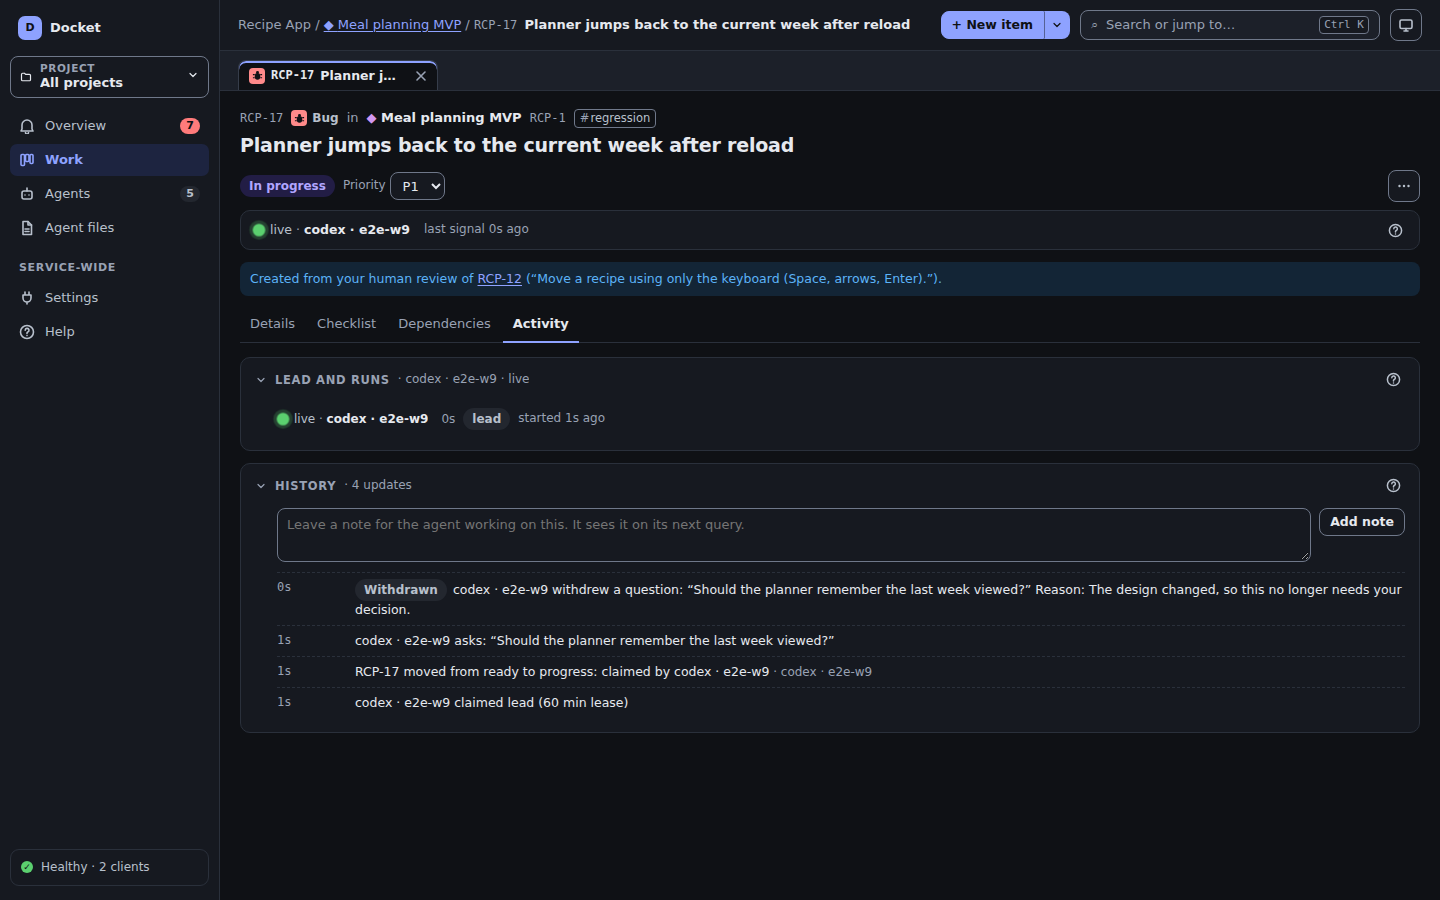 D Docket
PROJECT
All projects
Overview 7
Work
Agents 5
Agent files
SERVICE-WIDE
Settings
Help
Healthy · 2 clients
Recipe App / ◆ Meal planning MVP / RCP-17 Planner jumps back to the current week after reload
+ New item
Search or jump to... Ctrl K
RCP-17 Planner j...
RCP-17 Bug in ◆ Meal planning MVP RCP-1 #regression
Planner jumps back to the current week after reload
In progress Priority P1
live · codex · e2e-w9 last signal 0s ago
Created from your human review of RCP-12 (“Move a recipe using only the keyboard (Space, arrows, Enter).”).
Details Checklist Dependencies Activity
LEAD AND RUNS · codex · e2e-w9 · live
live · codex · e2e-w9 0s lead started 1s ago
HISTORY · 4 updates
Leave a note for the agent working on this. It sees it on its next query.
Add note
0s Withdrawn codex · e2e-w9 withdrew a question: “Should the planner remember the last week viewed?” Reason: The design changed, so this no longer needs your
decision.
1s codex · e2e-w9 asks: “Should the planner remember the last week viewed?”
1s RCP-17 moved from ready to progress: claimed by codex · e2e-w9 · codex · e2e-w9
1s codex · e2e-w9 claimed lead (60 min lease)